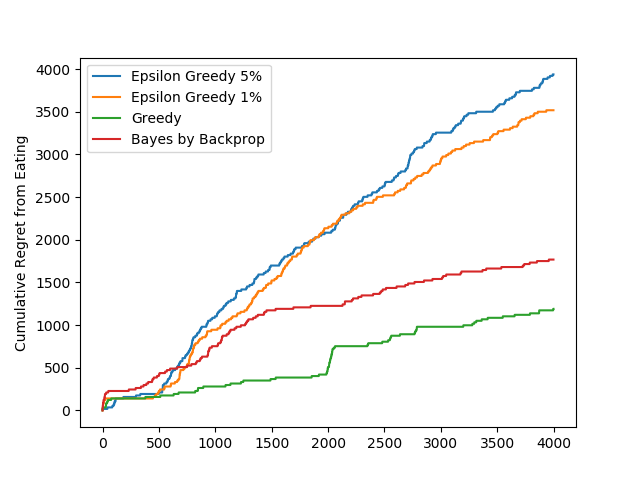 Epsilon Greedy 5%
Epsilon Greedy 1%
Greedy
Bayes by Backprop
Cumulative Regret from Eating
4000
3500
3000
2500
2000
1500
1000
500
0
0 500 1000 1500 2000 2500 3000 3500 4000